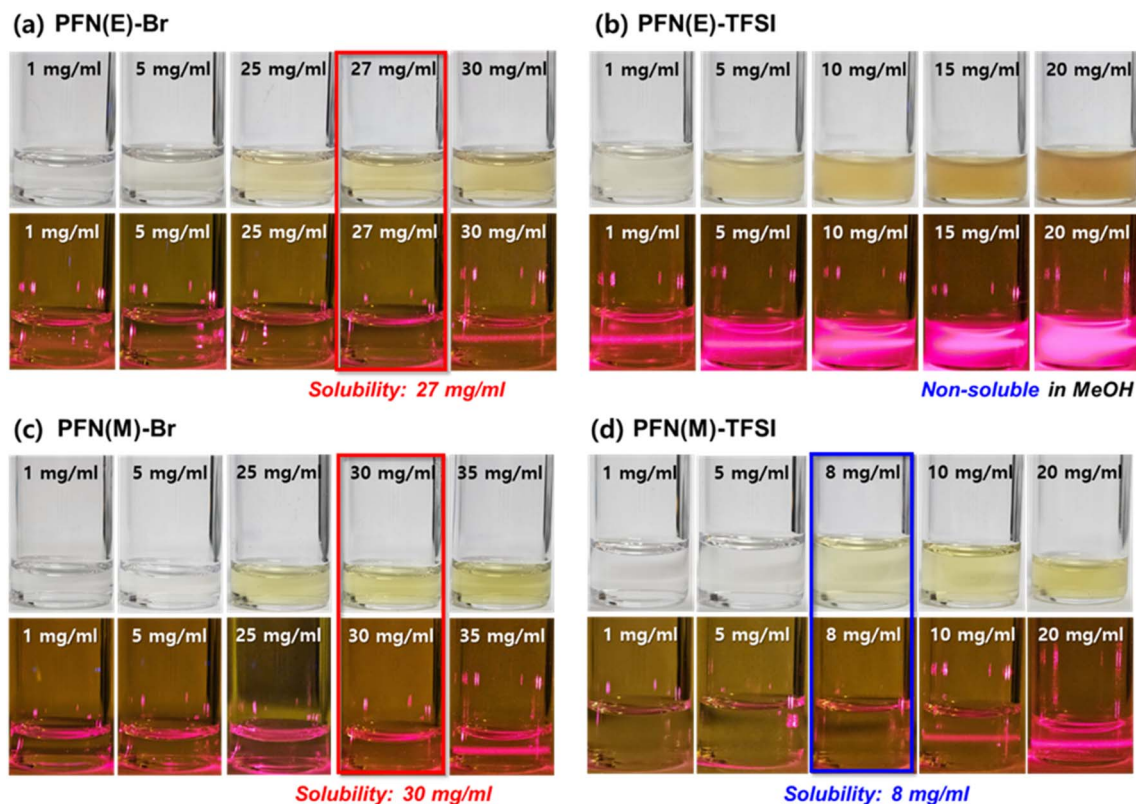 (a) PFN(E)-Br
1 mg/ml 5 mg/ml 25 mg/ml 27 mg/ml 30 mg/ml
1 mg/ml 5 mg/ml 25 mg/ml 27 mg/ml 30 mg/ml
Solubility: 27 mg/ml
(b) PFN(E)-TFSI
1 mg/ml 5 mg/ml 10 mg/ml 15 mg/ml 20 mg/ml
1 mg/ml 5 mg/ml 10 mg/ml 15 mg/ml 20 mg/ml
Non-soluble in MeOH
(c) PFN(M)-Br
1 mg/ml 5 mg/ml 25 mg/ml 30 mg/ml 35 mg/ml
1 mg/ml 5 mg/ml 25 mg/ml 30 mg/ml 35 mg/ml
Solubility: 30 mg/ml
(d) PFN(M)-TFSI
1 mg/ml 5 mg/ml 8 mg/ml 10 mg/ml 20 mg/ml
1 mg/ml 5 mg/ml 8 mg/ml 10 mg/ml 20 mg/ml
Solubility: 8 mg/ml